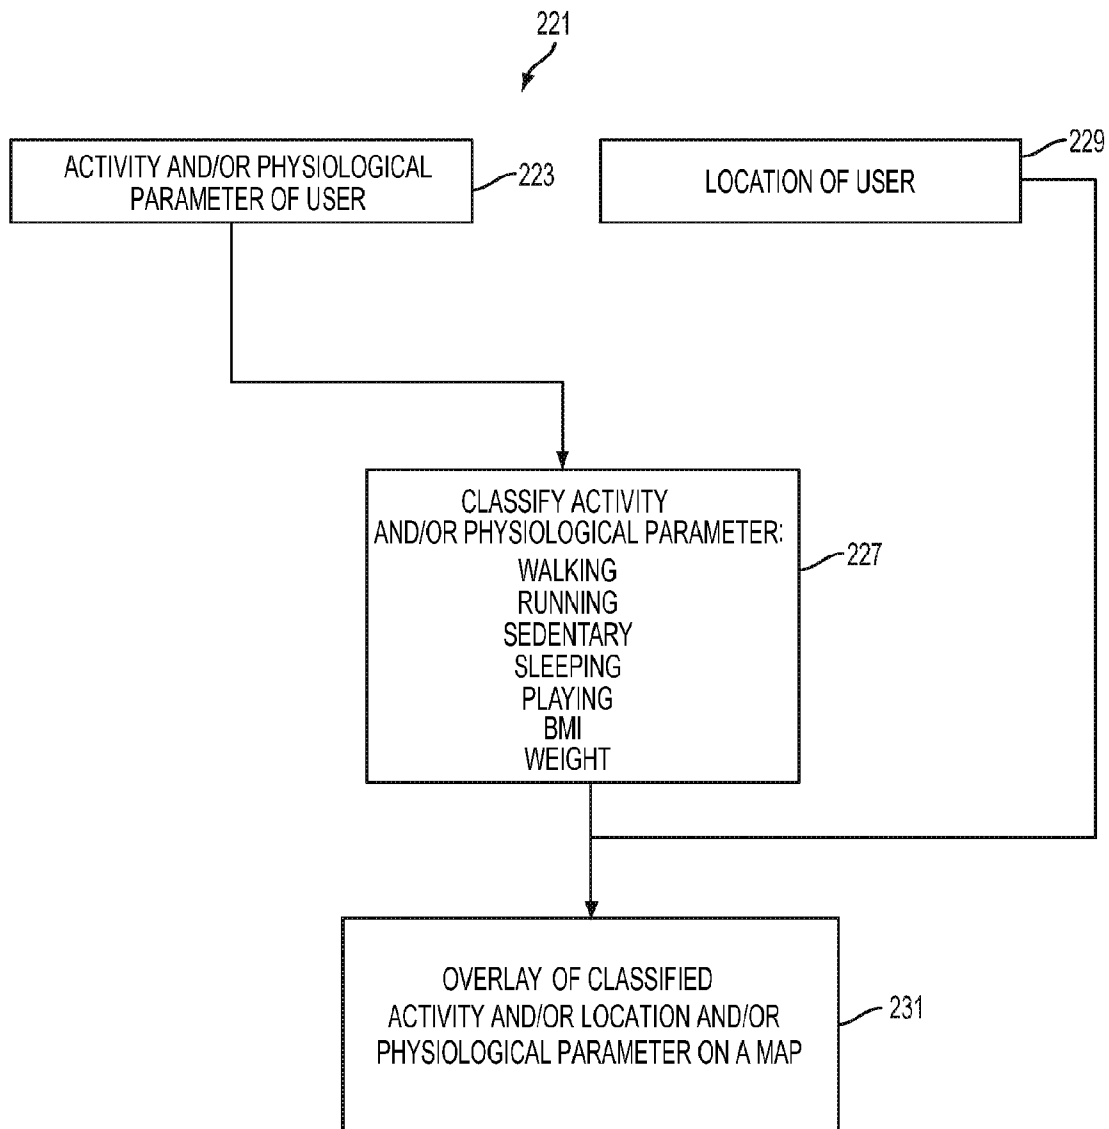 221
ACTIVITY AND/OR PHYSIOLOGICAL
PARAMETER OF USER
223
LOCATION OF USER
229
CLASSIFY ACTIVITY
AND/OR PHYSIOLOGICAL PARAMETER:
WALKING
RUNNING
SEDENTARY
SLEEPING
PLAYING
BMI
WEIGHT
227
OVERLAY OF CLASSIFIED
ACTIVITY AND/OR LOCATION AND/OR
PHYSIOLOGICAL PARAMETER ON A MAP
231